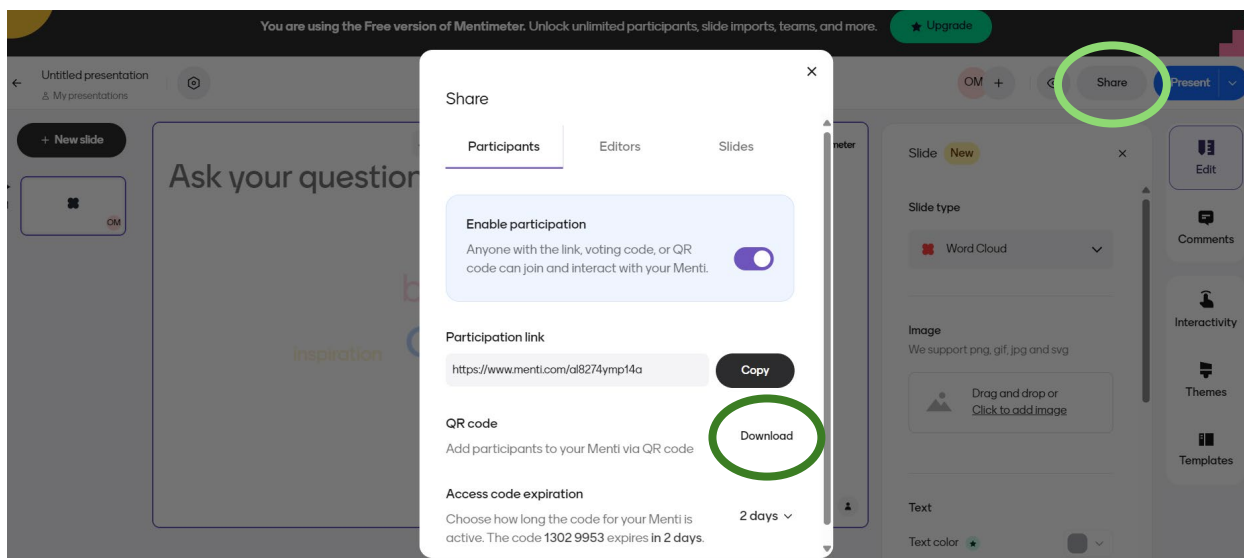 You are using the Free version of Mentimeter. Unlock unlimited participants, slide imports, teams, and more.
Upgrade
Untitled presentation
My presentations
OM +
Share
Present
+ New slide
OM
Ask your question
inspiration
meter
Share
Participants
Editors
Slides
Enable participation
Anyone with the link, voting code, or QR
code can join and interact with your Menti.
Participation link
https://www.menti.com/al8274ymp14a
Copy
QR code
Add participants to your Menti via QR code
Download
Access code expiration
Choose how long the code for your Menti is
active. The code 1302 9953 expires in 2 days.
2 days
Slide New
Slide type
Word Cloud
Image
We support png, gif, jpg and svg
Drag and drop or
Click to add image
Text
Text color
Edit
Comments
Interactivity
Themes
Templates